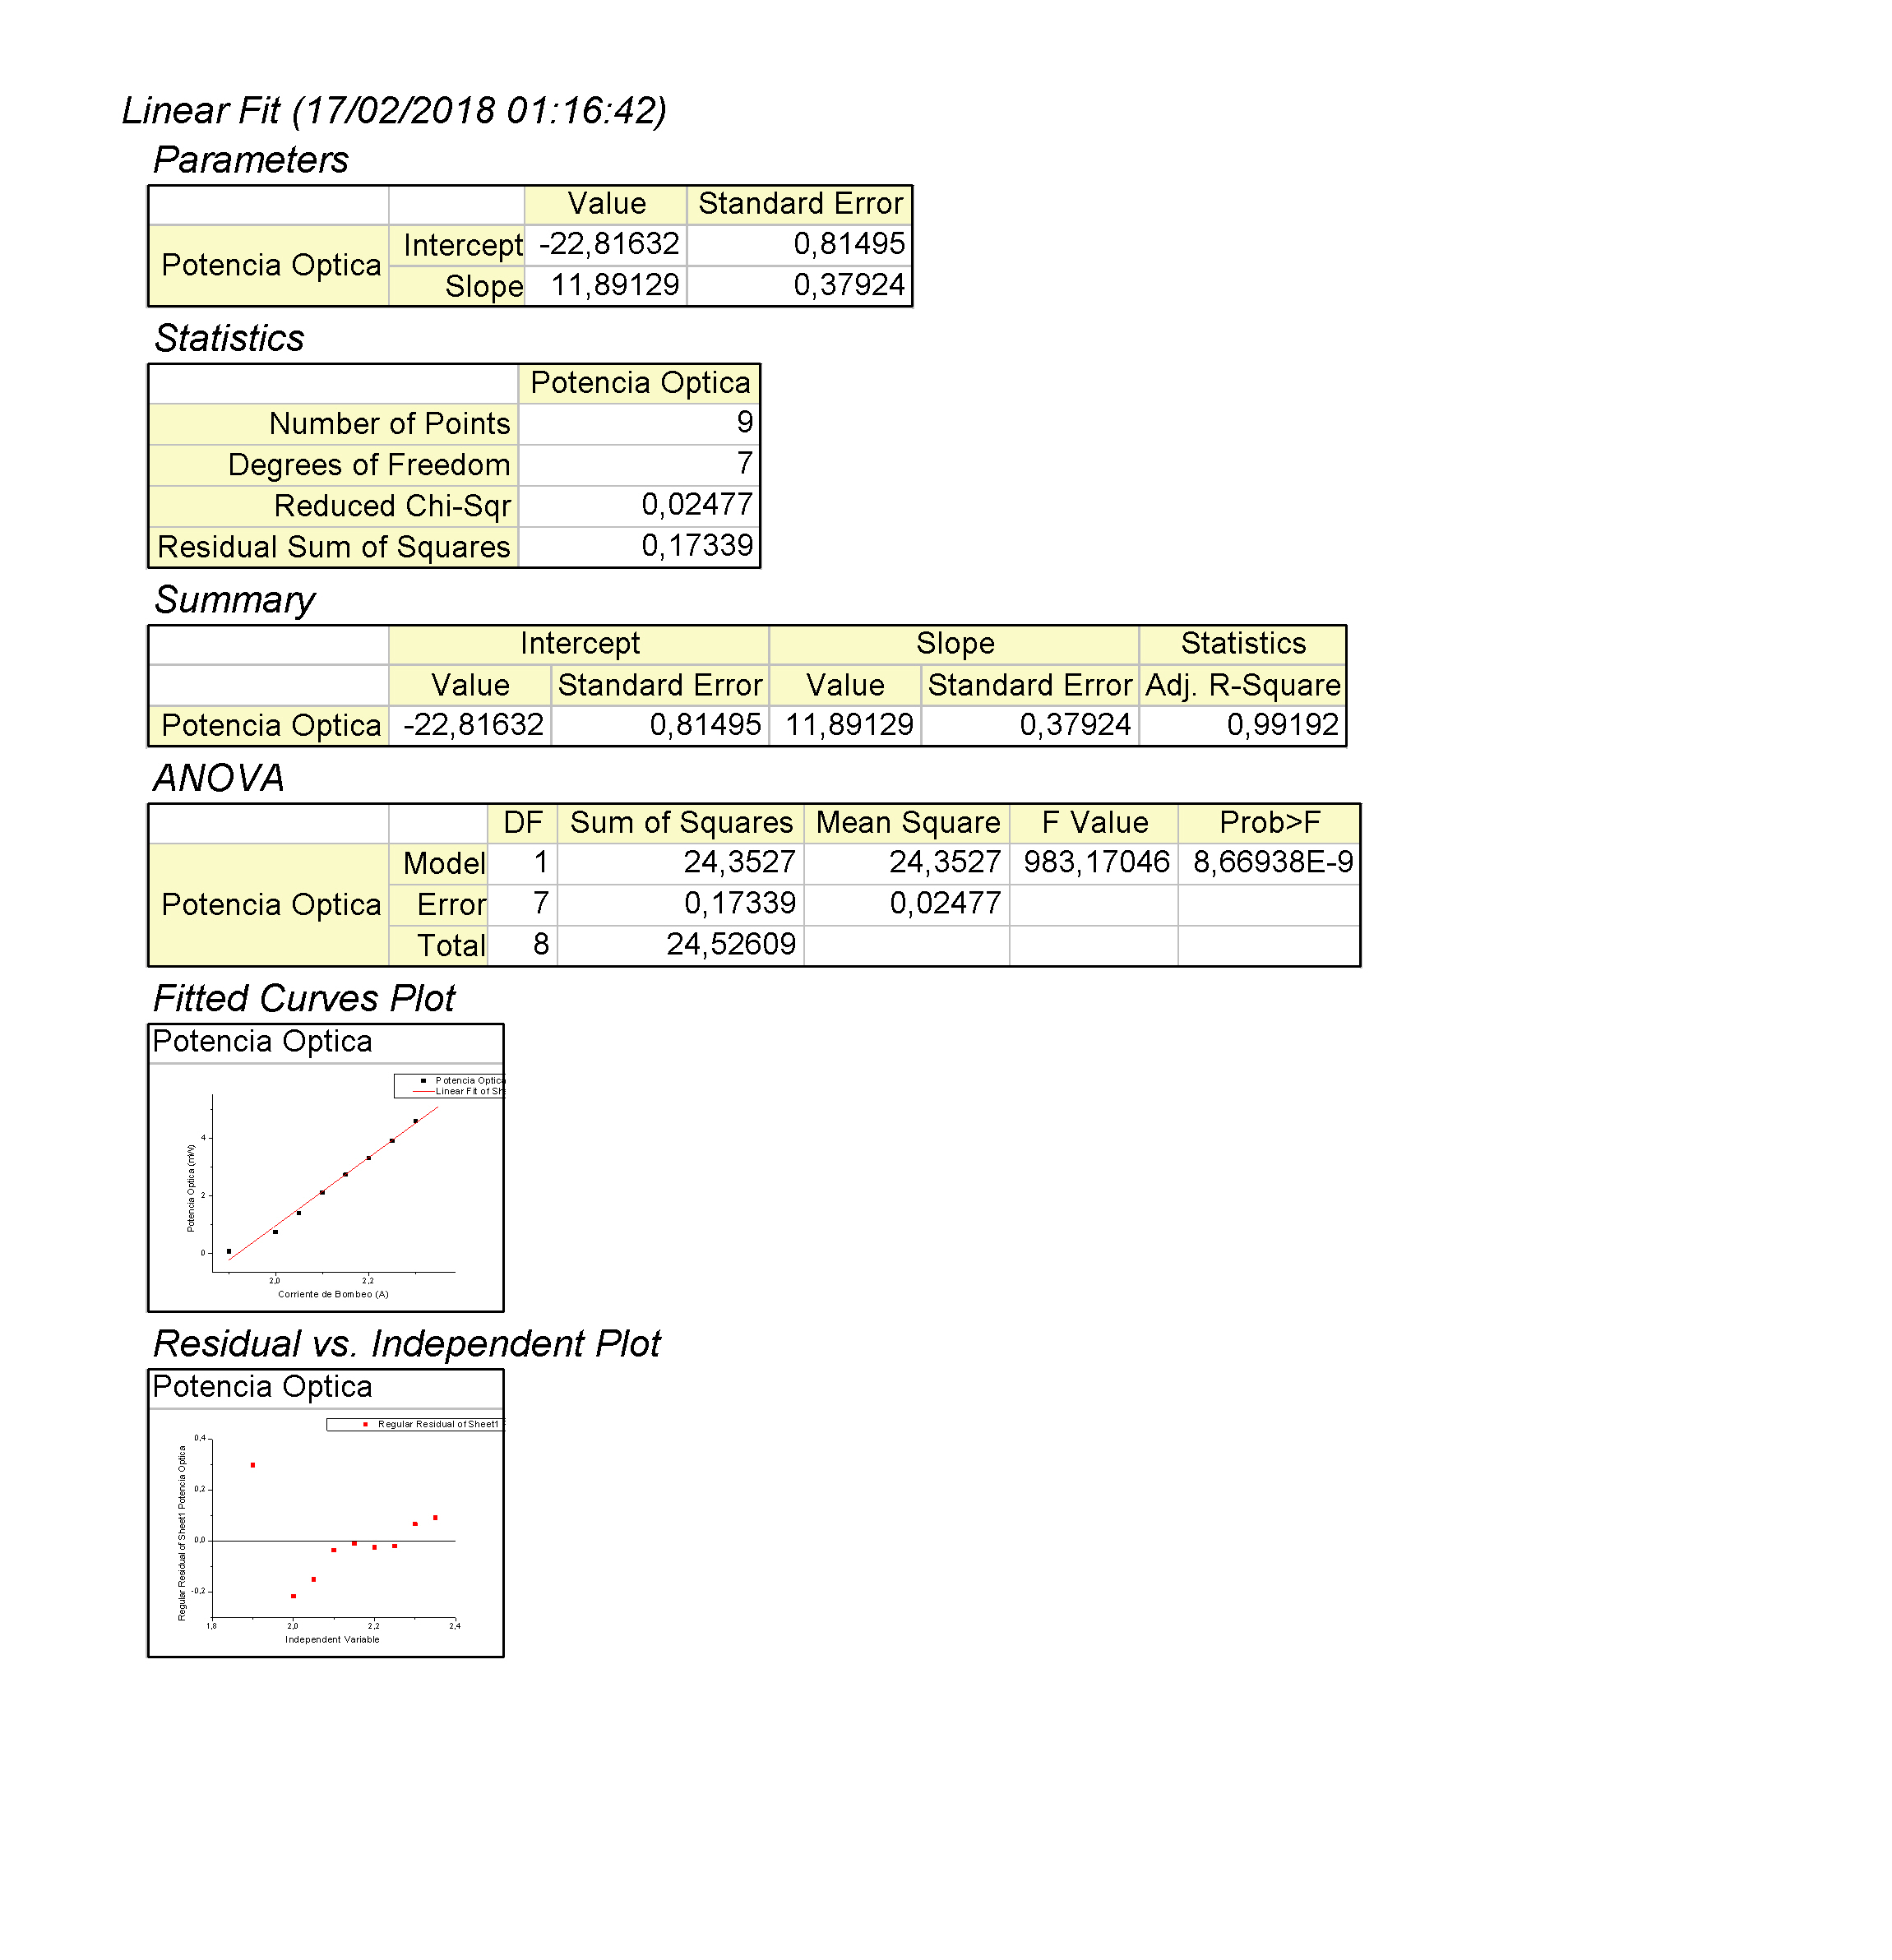 Linear Fit (17/02/2018 01:16:42)
Parameters
Value Standard Error
Potencia Optica Intercept -22,81632 0,81495
Slope 11,89129 0,37924
Statistics
Potencia Optica
Number of Points 9
Degrees of Freedom 7
Reduced Chi-Sqr 0,02477
Residual Sum of Squares 0,17339
Summary
Intercept Slope Statistics
Value Standard Error Value Standard Error Adj. R-Square
Potencia Optica -22,81632 0,81495 11,89129 0,37924 0,99192
ANOVA
DF Sum of Squares Mean Square F Value Prob>F
Potencia Optica Model 1 24,3527 24,3527 983,17046 8,66938E-9
Error 7 0,17339 0,02477
Total 8 24,52609
Fitted Curves Plot
Potencia Optica
Potencia Optica
Linear Fit of
4
2
0
Potencia Optica (mW)
2,0 2,2
Corriente de Bombeo (A)
Residual vs. Independent Plot
Potencia Optica
Regular Residual of Sheet1
0,4
0,2
0,0
-0,2
Regular Residual of Sheet1 Potencia Optica
1,8 2,0 2,2 2,4
Independent Variable